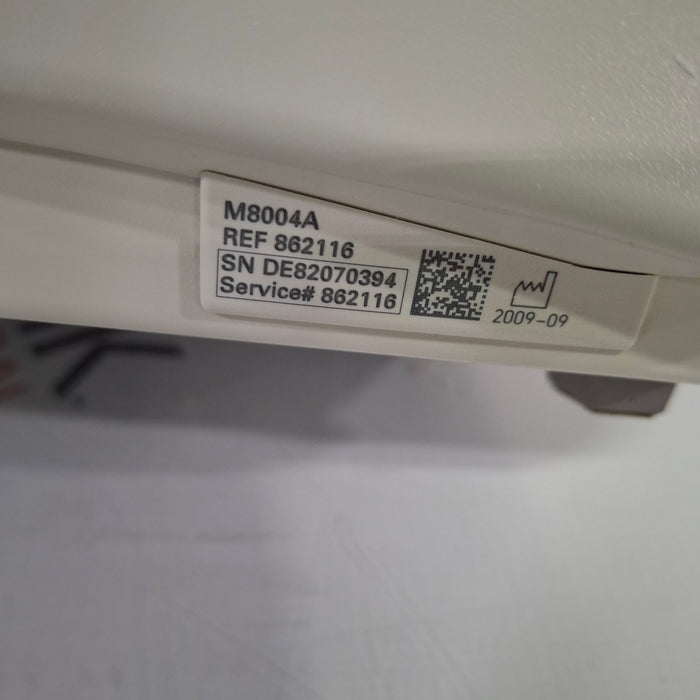 M8004A
REF 862116
SN DE82070394
Service# 862116
2009-09